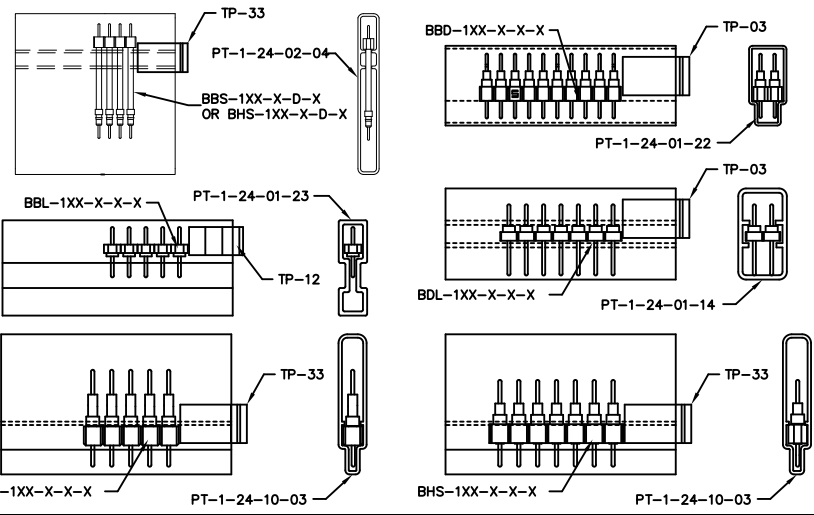 TP-33
PT-1-24-02-04
BBS-1XX-X-D-X
OR BHS-1XX-X-D-X
BBD-1XX-X-X-X
TP-03
PT-1-24-01-22
BBL-1XX-X-X-X
PT-1-24-01-23
TP-12
TP-03
BDL-1XX-X-X-X
PT-1-24-01-14
TP-33
-1XX-X-X-X
PT-1-24-10-03
TP-33
BHS-1XX-X-X-X
PT-1-24-10-03